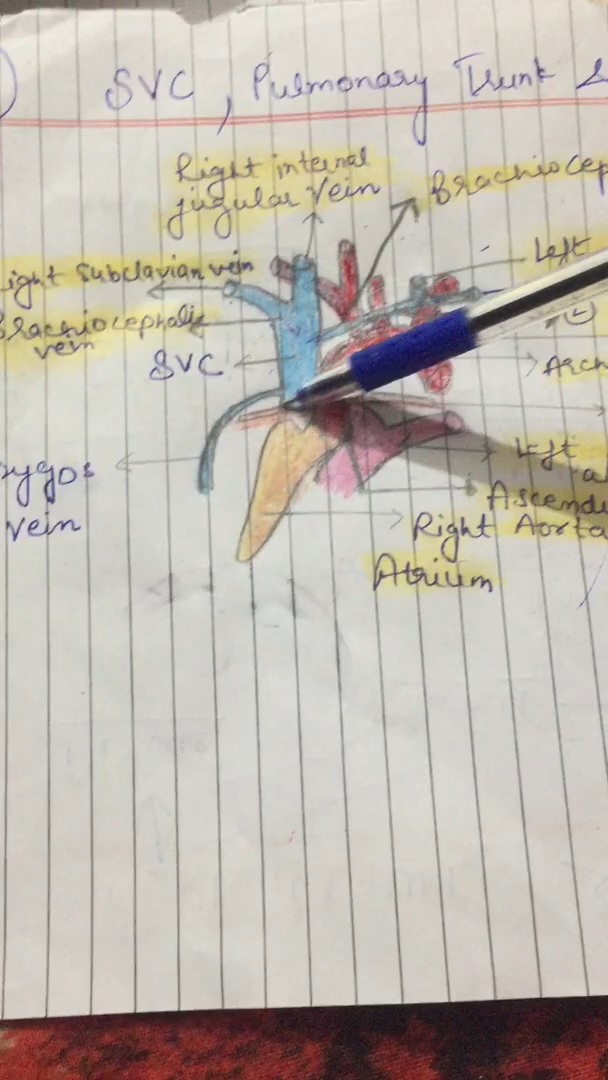 SVC, Pulmonary Trunk &
Right internal
jugular vein
Brachiocep
ight subclavian vein
Left
Brachiocephalic
vein
SVC
Arch
zygos
vein
Left
a
Ascend
Right Aorta
Atrium